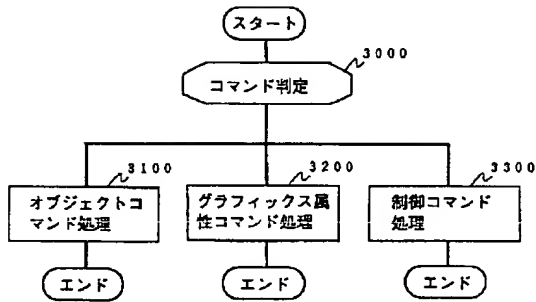 スタート
3000
コマンド判定
3100
3200
3300
オブジェクトコ
マンド処理
グラフィックス属
性コマンド処理
制御コマンド
処理
エンド
エンド
エンド